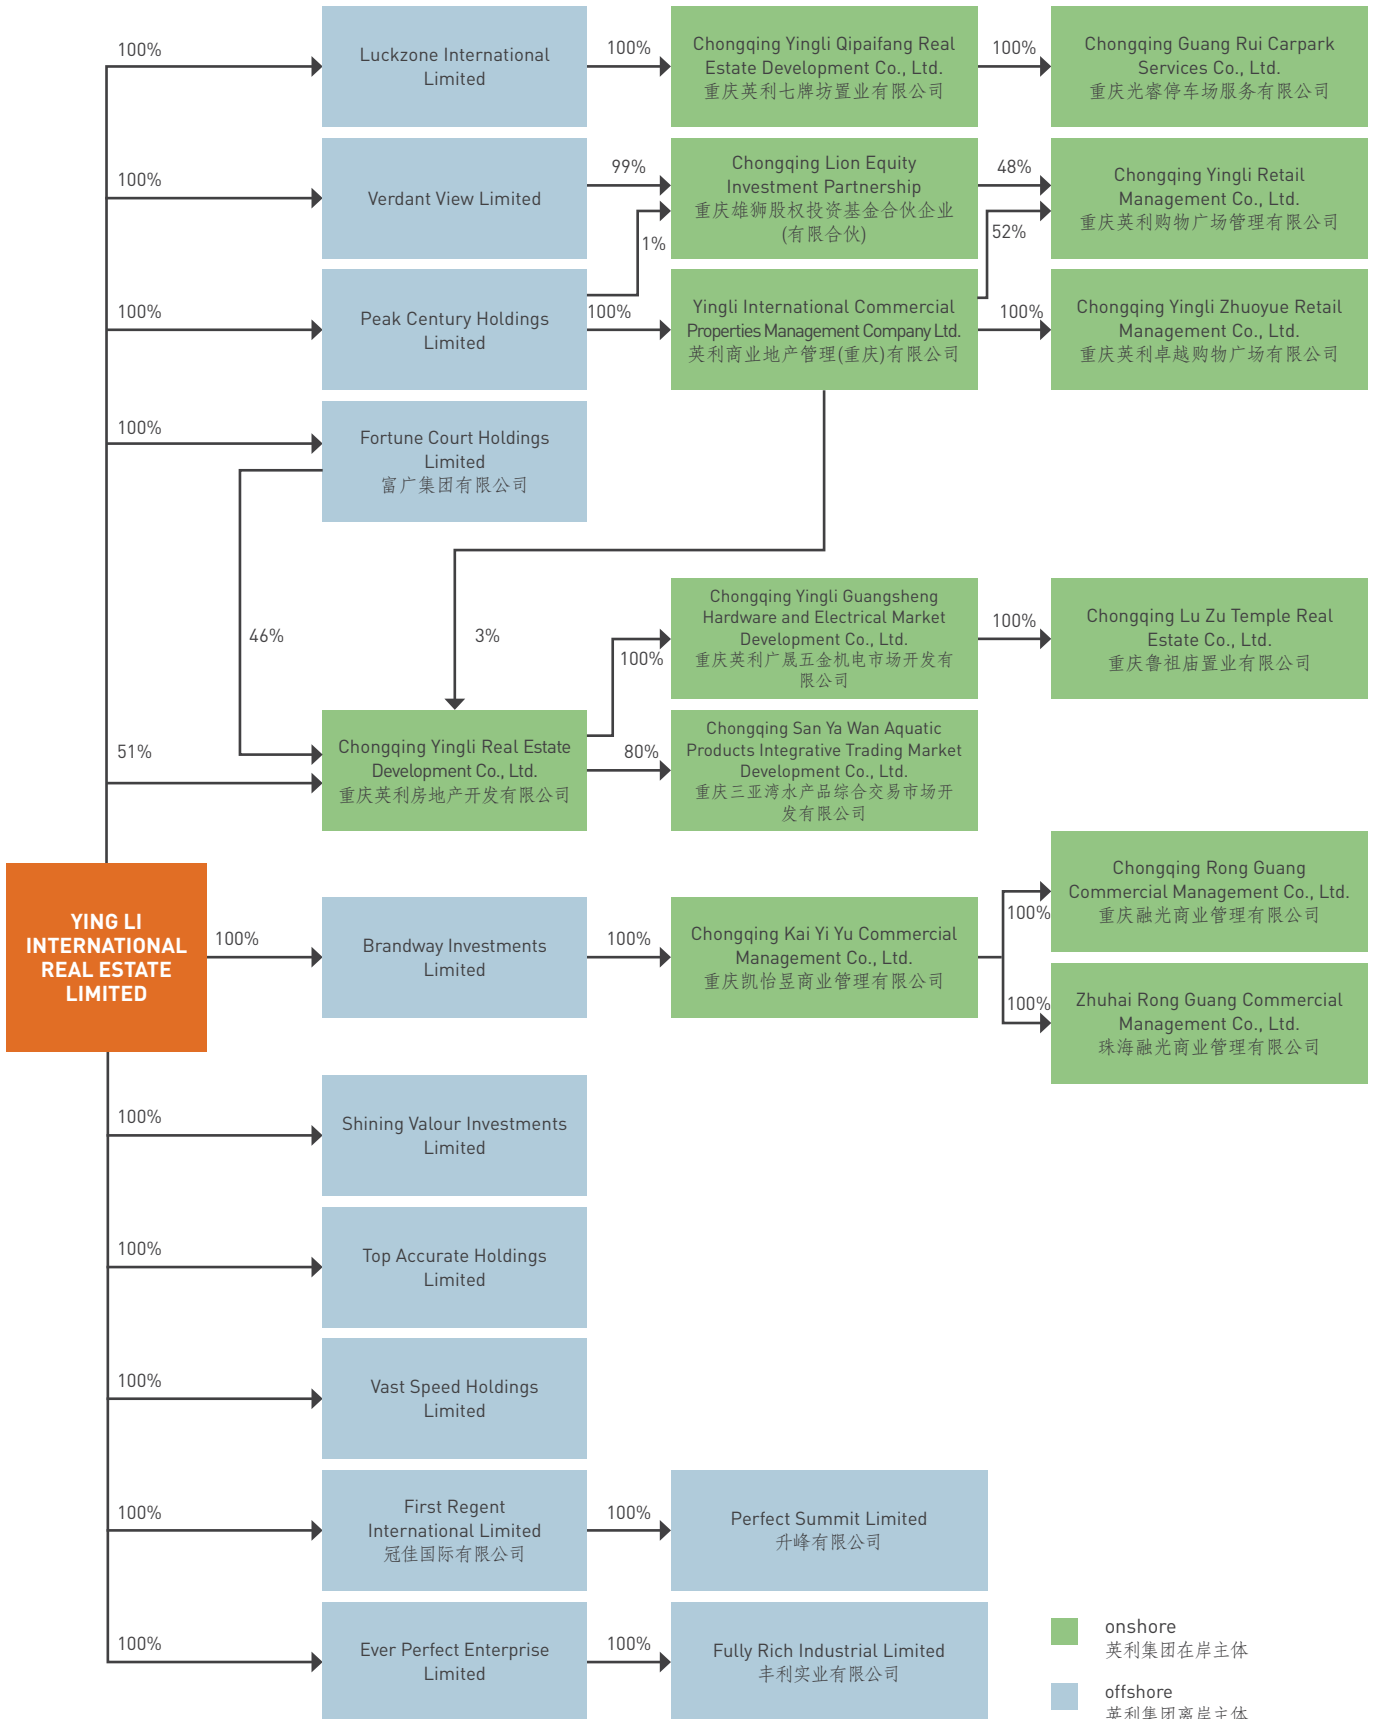 100%
Luckzone International
Limited
100%
Chongqing Yingli Qipaifang Real
Estate Development Co., Ltd.
重庆英利七牌坊置业有限公司
100%
Chongqing Guang Rui Carpark
Services Co., Ltd.
重庆光睿停车场服务有限公司
100%
Verdant View Limited
99%
Chongqing Lion Equity
Investment Partnership
重庆雄狮股权投资基金合伙企业
(有限合伙)
48%
Chongqing Yingli Retail
Management Co., Ltd.
重庆英利购物广场管理有限公司
1%
52%
100%
Peak Century Holdings
Limited
100%
Yingli International Commercial
Properties Management Company Ltd.
英利商业地产管理(重庆)有限公司
100%
Chongqing Yingli Zhuoyue Retail
Management Co., Ltd.
重庆英利卓越购物广场有限公司
100%
Fortune Court Holdings
Limited
富广集团有限公司
46%
3%
100%
Chongqing Yingli Guangsheng
Hardware and Electrical Market
Development Co., Ltd.
重庆英利广晟五金机电市场开发有
限公司
100%
Chongqing Lu Zu Temple Real
Estate Co., Ltd.
重庆鲁祖庙置业有限公司
51%
Chongqing Yingli Real Estate
Development Co., Ltd.
重庆英利房地产开发有限公司
80%
Chongqing San Ya Wan Aquatic
Products Integrative Trading Market
Development Co., Ltd.
重庆三亚湾水产品综合交易市场开
发有限公司
YING LI
INTERNATIONAL
REAL ESTATE
LIMITED
100%
Brandway Investments
Limited
100%
Chongqing Kai Yi Yu Commercial
Management Co., Ltd.
重庆凯怡昱商业管理有限公司
100%
Chongqing Rong Guang
Commercial Management Co., Ltd.
重庆融光商业管理有限公司
100%
Zhuhai Rong Guang Commercial
Management Co., Ltd.
珠海融光商业管理有限公司
100%
Shining Valour Investments
Limited
100%
Top Accurate Holdings
Limited
100%
Vast Speed Holdings
Limited
100%
First Regent
International Limited
冠佳国际有限公司
100%
Perfect Summit Limited
升峰有限公司
100%
Ever Perfect Enterprise
Limited
100%
Fully Rich Industrial Limited
丰利实业有限公司
onshore
英利集团在岸主体
offshore
英利集团离岸主体